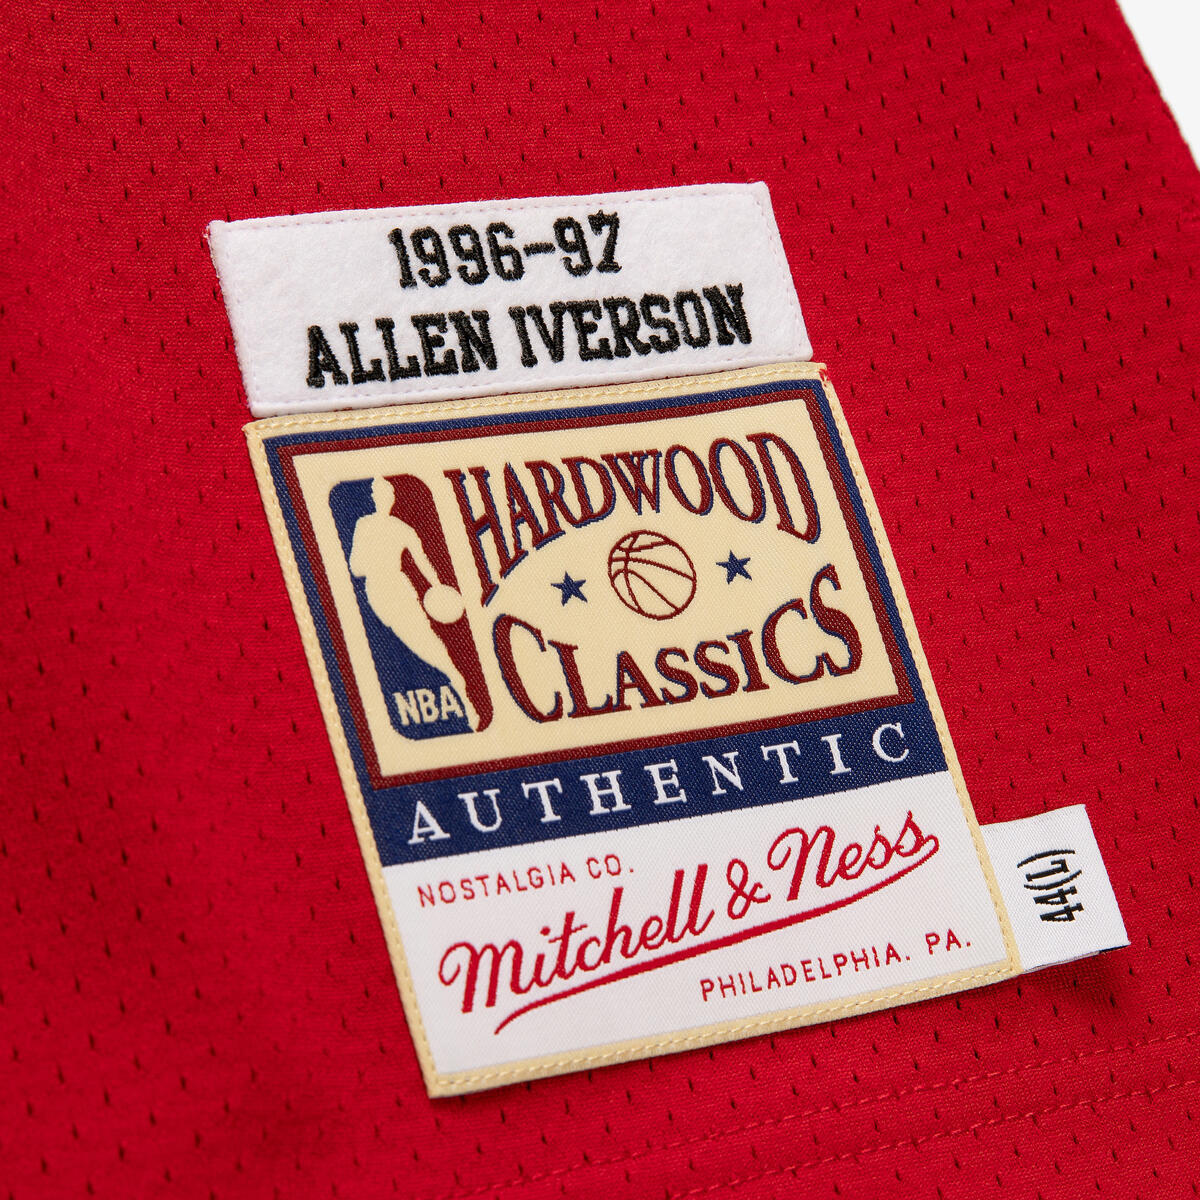 1996-97
ALLEN IVERSON
HARDWOOD
CLASSICS
NBA
AUTHENTIC
NOSTALGIA CO.
Mitchell & Ness
PHILADELPHIA, PA.
44(L)